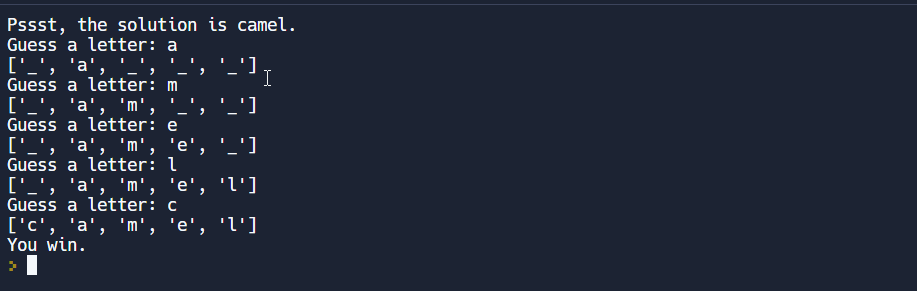 Pssst, the solution is camel.
Guess a letter: a
['_', 'a', '_', '_', '_']
Guess a letter: m
['_', 'a', 'm', '_', '_']
Guess a letter: e
['_', 'a', 'm', 'e', '_']
Guess a letter: l
['_', 'a', 'm', 'e', 'l']
Guess a letter: c
['c', 'a', 'm', 'e', 'l']
You win.
>